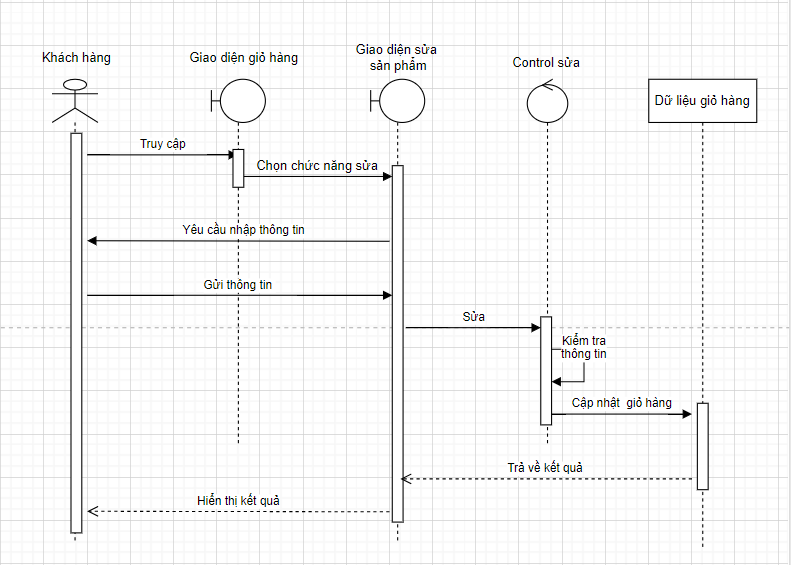 Khách hàng
Giao diện giỏ hàng
Giao diện sửa
sản phẩm
Control sửa
Dữ liệu giỏ hàng
Truy cập
Chọn chức năng sửa
Yêu cầu nhập thông tin
Gửi thông tin
Sửa
Kiểm tra
thông tin
Cập nhật giỏ hàng
Trả về kết quả
Hiển thị kết quả